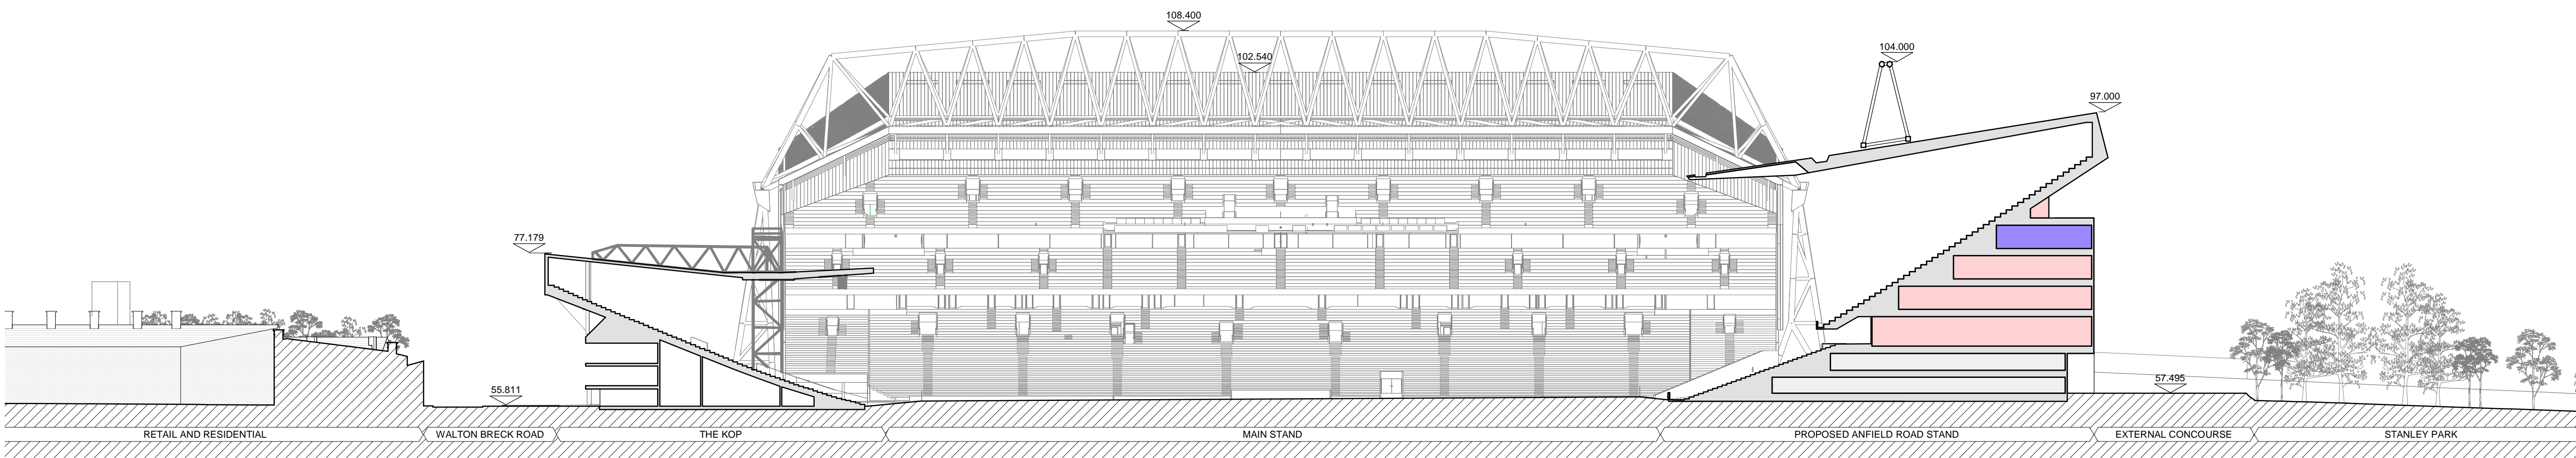 108.400
102.540
104.000
97.000
77.179
55.811
57.495
RETAIL AND RESIDENTIAL
WALTON BRECK ROAD
THE KOP
MAIN STAND
PROPOSED ANFIELD ROAD STAND
EXTERNAL CONCOURSE
STANLEY PARK